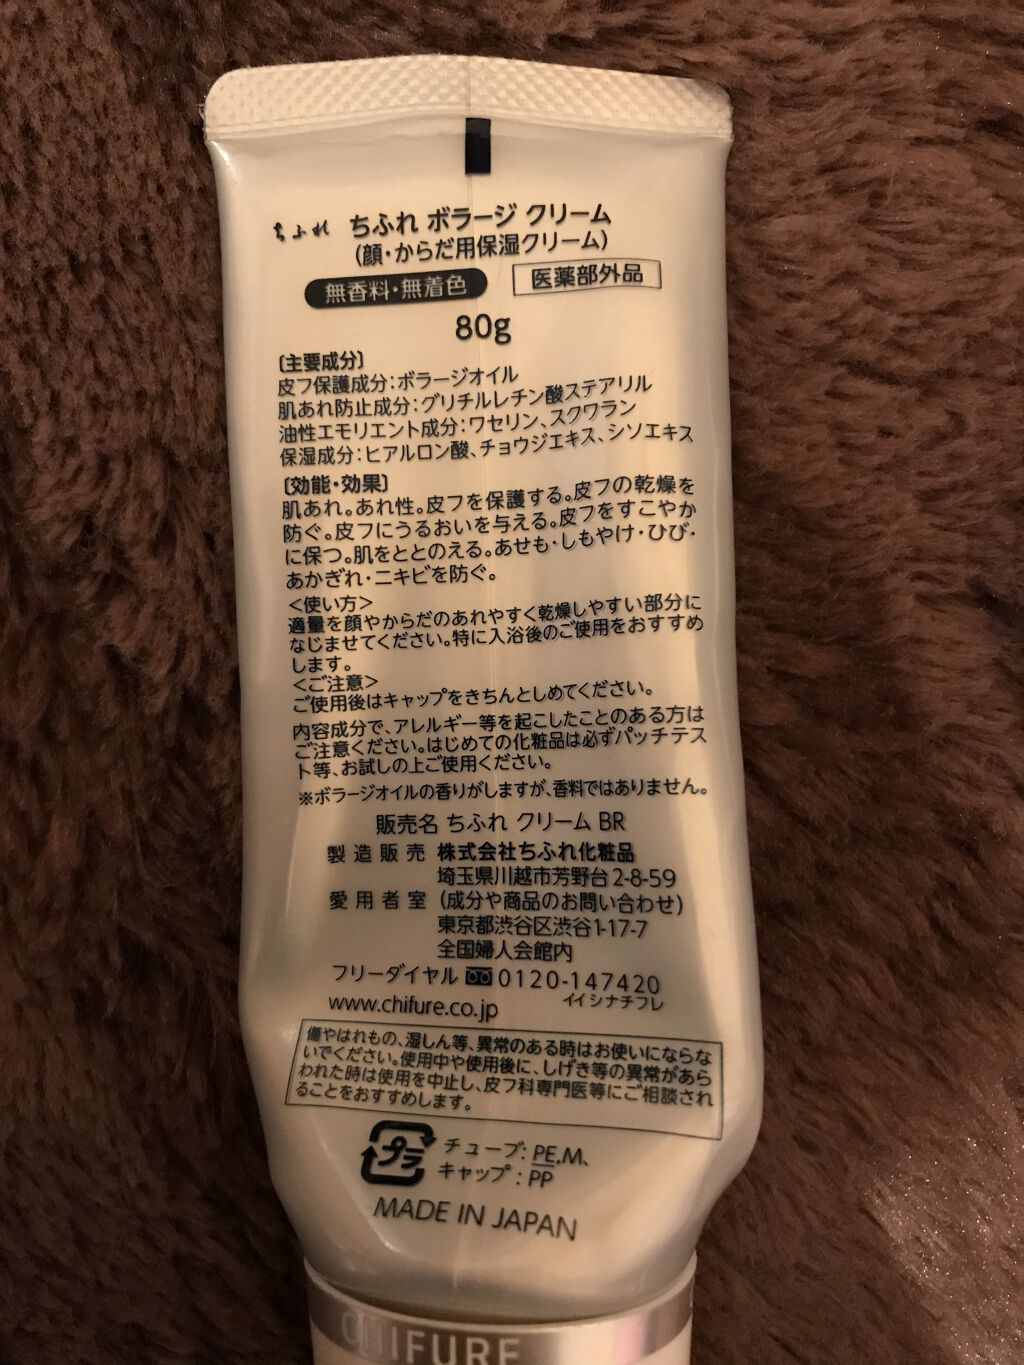 ちふれ ちふれ ボラージ クリーム
(顔・からだ用保湿クリーム)
無香料・無着色 医薬部外品
80g
〔主要成分〕
皮フ保護成分：ボラージオイル
肌あれ防止成分：グリチルレチン酸ステアリル
油性エモリエント成分：ワセリン、スクワラン
保湿成分：ヒアルロン酸、チョウジエキス、シソエキス
〔効能・効果〕
肌あれ。あれ性。皮フを保護する。皮フの乾燥を
防ぐ。皮フにうるおいを与える。皮フをすこやか
に保つ。肌をととのえる。あせも・しもやけ・ひび・
あかぎれ・ニキビを防ぐ。
＜使い方＞
適量を顔やからだのあれやすく乾燥しやすい部分に
なじませてください。特に入浴後のご使用をおすすめ
します。
＜ご注意＞
ご使用後はキャップをきちんとしめてください。
内容成分で、アレルギー等を起こしたことのある方は
ご注意ください。はじめての化粧品は必ずパッチテス
ト等、お試しの上ご使用ください。
※ボラージオイルの香りがしますが、香料ではありません。
販売名 ちふれ クリーム BR
製造販売 株式会社ちふれ化粧品
埼玉県川越市芳野台2-8-59
愛用者室 (成分や商品のお問い合わせ)
東京都渋谷区渋谷1-17-7
全国婦人会館内
フリーダイヤル 0120-147420
イイシナチフレ
www.chifure.co.jp
傷やはれもの、湿しん等、異常のある時はお使いにならな
いでください。使用中や使用後に、しげき等の異常があら
われた時は使用を中止し、皮フ科専門医等にご相談され
ることをおすすめします。
プラ チューブ：PE,M、
キャップ：PP
MADE IN JAPAN
CHIFURE